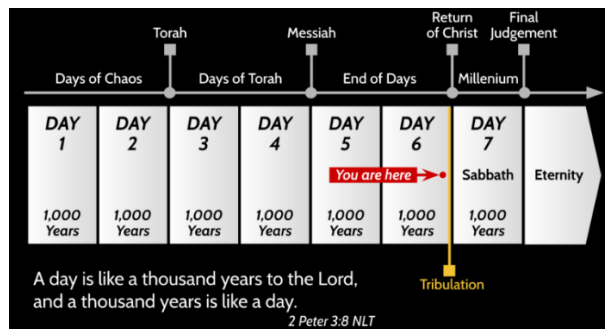 Torah
Messiah
Return
of Christ
Final
Judgement
Days of Chaos
Days of Torah
End of Days
Millenium
DAY
1
1,000
Years
DAY
2
1,000
Years
DAY
3
1,000
Years
DAY
4
1,000
Years
DAY
5
1,000
Years
DAY
6
1,000
Years
You are here
DAY
7
Sabbath
1,000
Years
Eternity
Tribulation
A day is like a thousand years to the Lord,
and a thousand years is like a day.
2 Peter 3:8 NLT